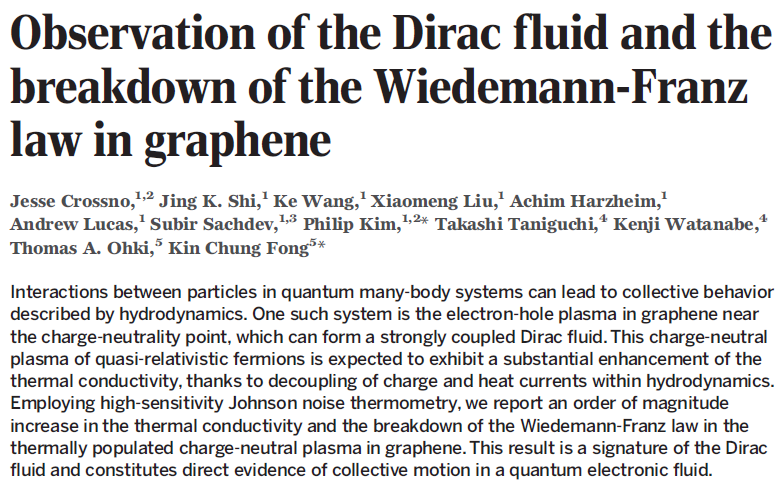 Observation of the Dirac fluid and the
breakdown of the Wiedemann-Franz
law in graphene
Jesse Crossno,1,2 Jing K. Shi,1 Ke Wang,1 Xiaomeng Liu,1 Achim Harzheim,1
Andrew Lucas,1 Subir Sachdev,1,3 Philip Kim,1,2* Takashi Taniguchi,4 Kenji Watanabe,4
Thomas A. Ohki,5 Kin Chung Fong5*
Interactions between particles in quantum many-body systems can lead to collective behavior
described by hydrodynamics. One such system is the electron-hole plasma in graphene near
the charge-neutrality point, which can form a strongly coupled Dirac fluid. This charge-neutral
plasma of quasi-relativistic fermions is expected to exhibit a substantial enhancement of the
thermal conductivity, thanks to decoupling of charge and heat currents within hydrodynamics.
Employing high-sensitivity Johnson noise thermometry, we report an order of magnitude
increase in the thermal conductivity and the breakdown of the Wiedemann-Franz law in the
thermally populated charge-neutral plasma in graphene. This result is a signature of the Dirac
fluid and constitutes direct evidence of collective motion in a quantum electronic fluid.